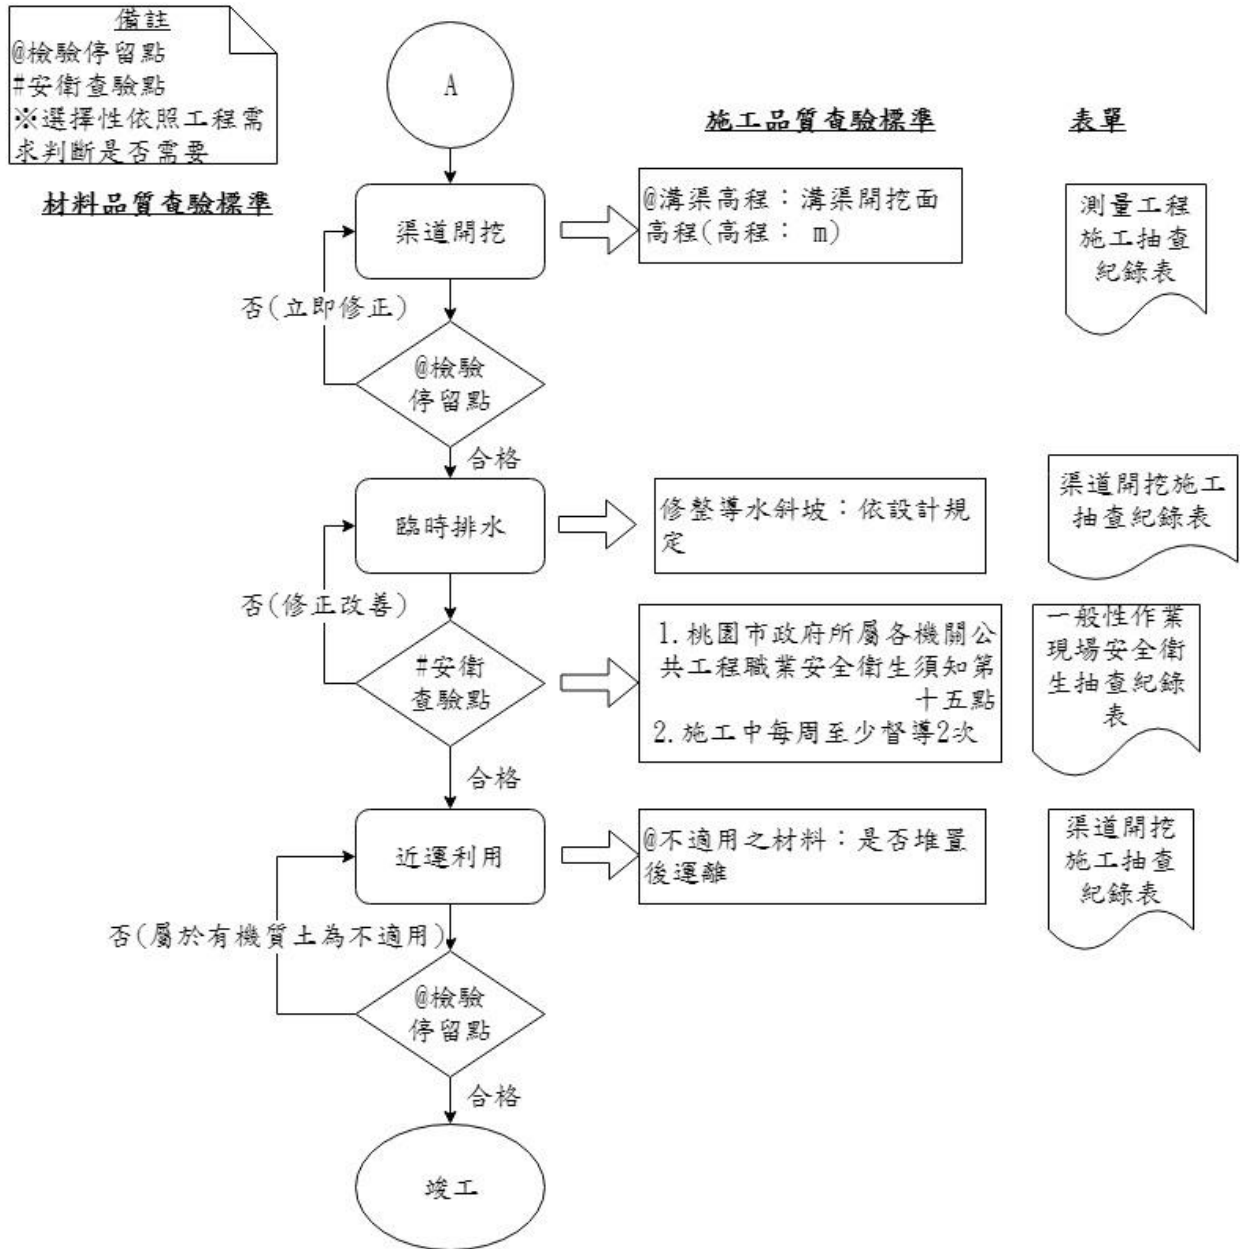 備註
@檢驗停留點
#安衛查驗點
※選擇性依照工程需
求判斷是否需要
A
施工品質查驗標準
表單
材料品質查驗標準
渠道開挖
@溝渠高程：溝渠開挖面
高程(高程： m)
測量工程
施工抽查
紀錄表
否(立即修正)
@檢驗
停留點
合格
臨時排水
修整導水斜坡：依設計規
定
渠道開挖施工
抽查紀錄表
否(修正改善)
#安衛
查驗點
1.桃園市政府所屬各機關公
共工程職業安全衛生須知第
十五點
2.施工中每周至少督導2次
一般性作業
現場安全衛
生抽查紀錄
表
合格
近運利用
@不適用之材料：是否堆置
後運離
渠道開挖
施工抽查
紀錄表
否(屬於有機質土為不適用)
@檢驗
停留點
合格
竣工